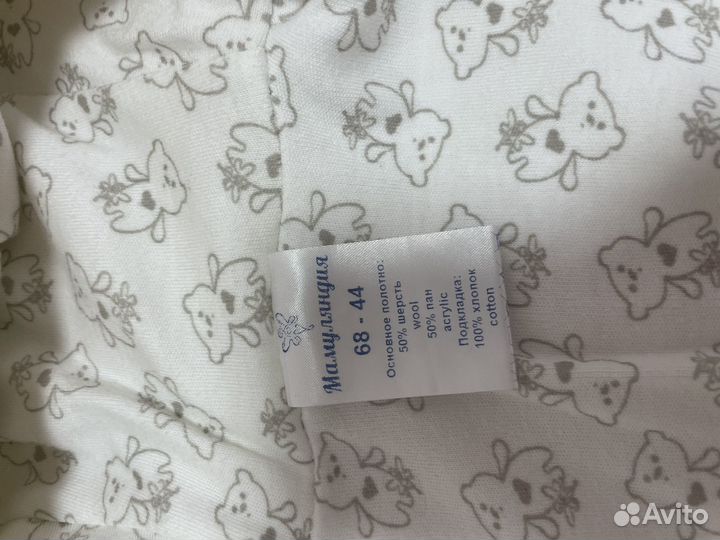 Мамуляндия
68 - 44
Основное полотно:
50% шерсть
wool
50% пан
acrylic
Подкладка:
100% хлопок
cotton
Avito